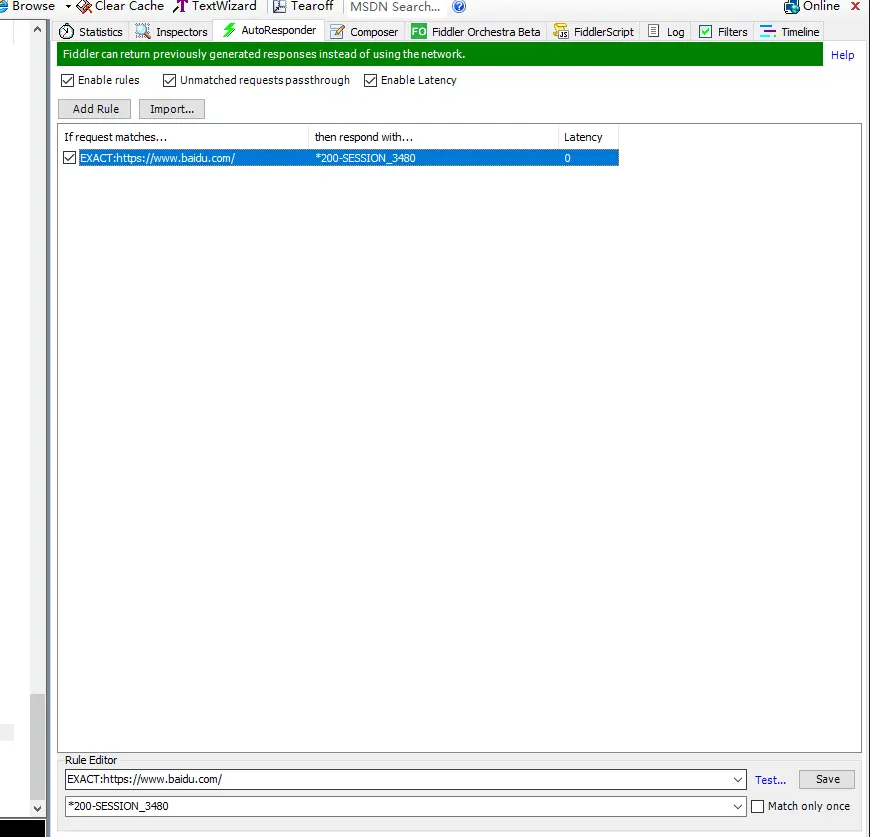 Browse Clear Cache TextWizard Tearoff MSDN Search... Online
Statistics Inspectors AutoResponder Composer FO Fiddler Orchestra Beta FiddlerScript Log Filters Timeline
Fiddler can return previously generated responses instead of using the network. Help
Enable rules Unmatched requests passthrough Enable Latency
Add Rule Import...
If request matches... then respond with... Latency
EXACT:https://www.baidu.com/ *200-SESSION_3480 0
Rule Editor
EXACT:https://www.baidu.com/ Test... Save
*200-SESSION_3480 Match only once